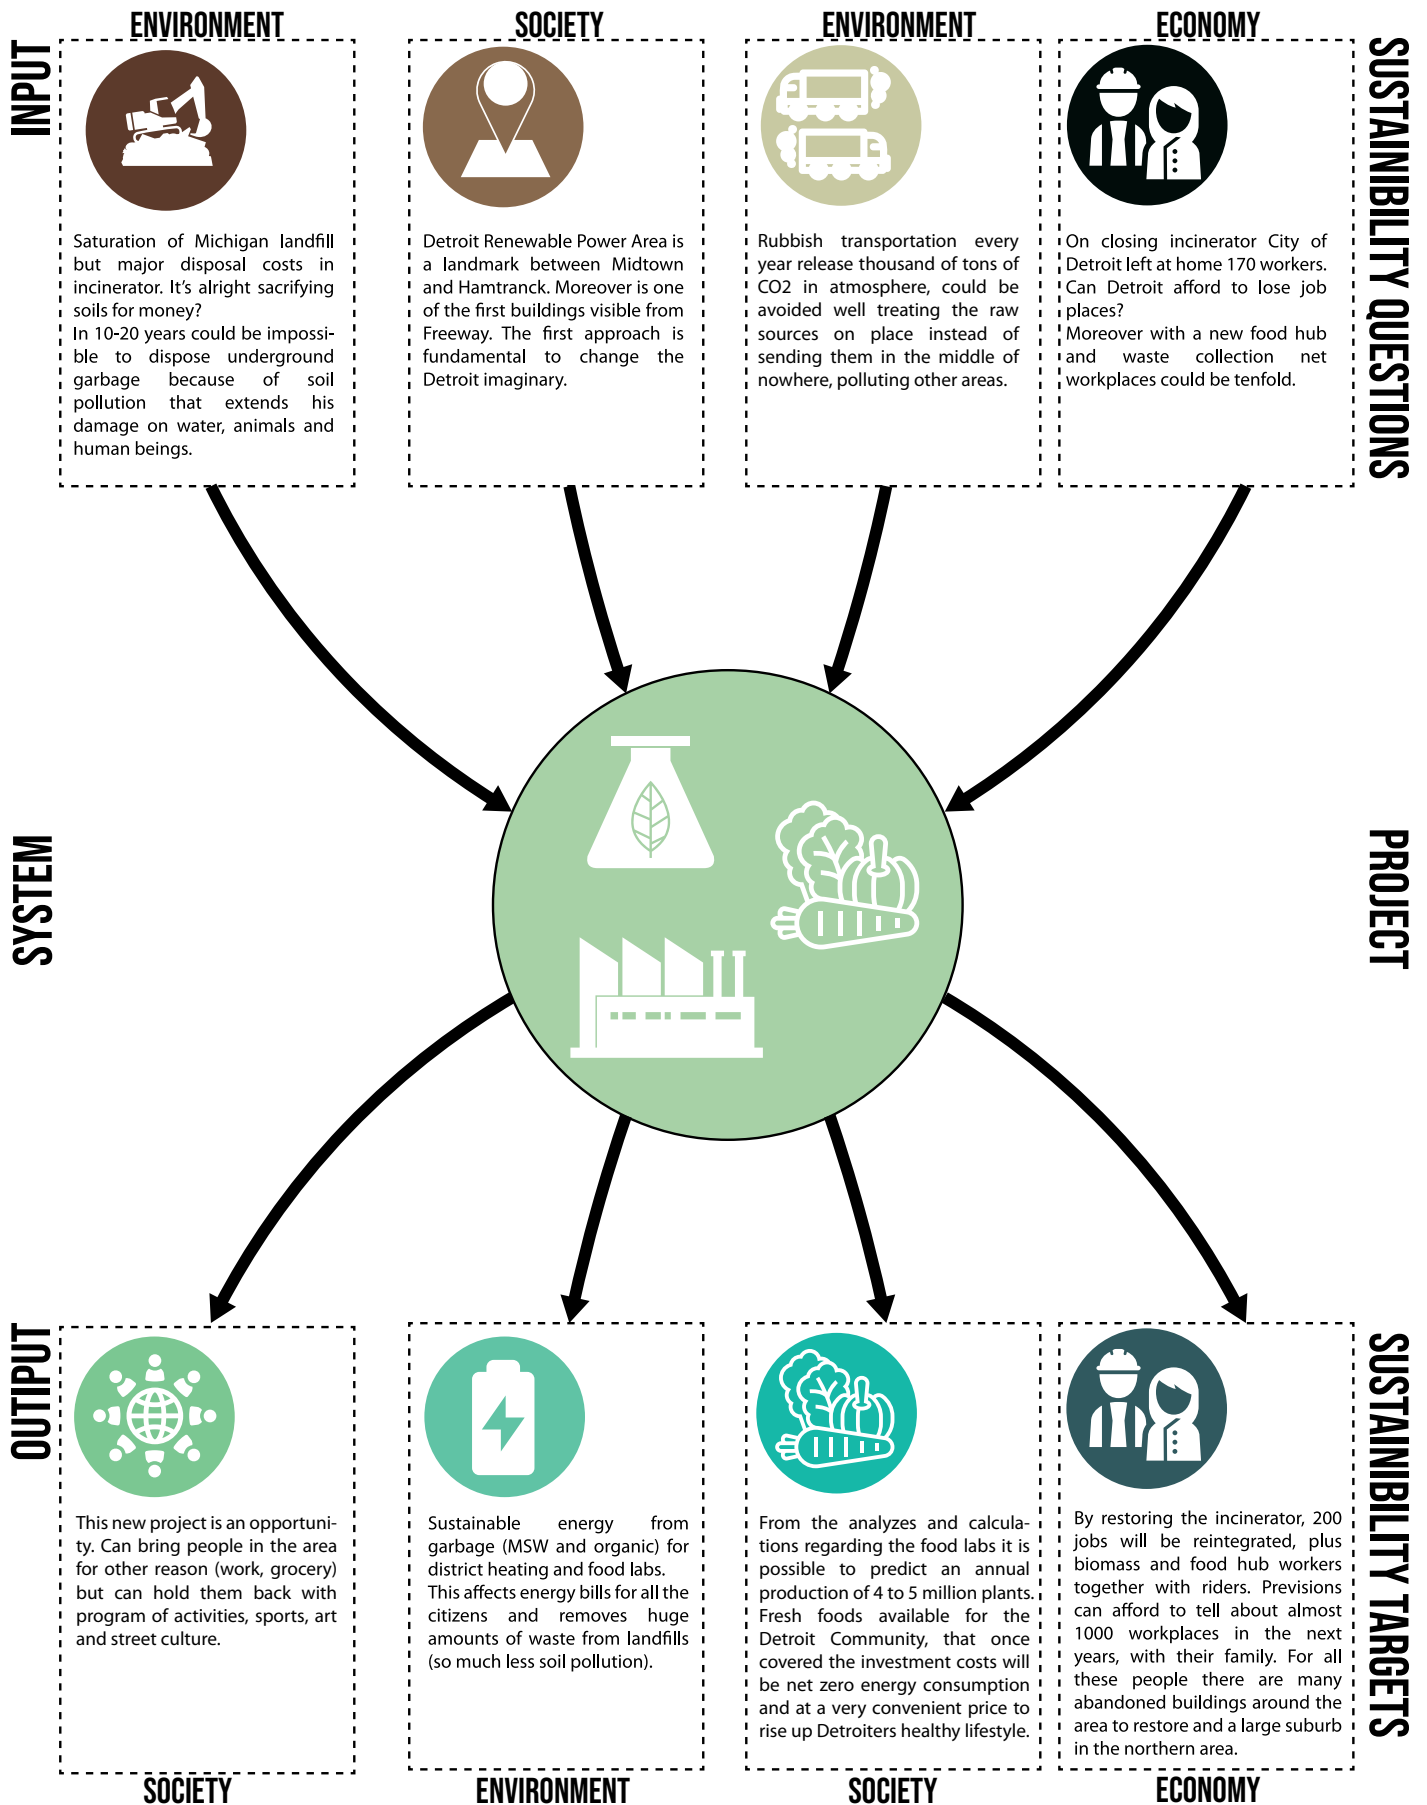 ENVIRONMENT
SOCIETY
ENVIRONMENT
ECONOMY
INPUT
SUSTAINIBILITY QUESTIONS
Saturation of Michigan landfill
but major disposal costs in
incinerator. It's alright sacrifying
soils for money?
In 10-20 years could be impossi-
ble to dispose underground
garbage because of soil
pollution that extends his
damage on water, animals and
human beings.
Detroit Renewable Power Area is
a landmark between Midtown
and Hamtranck. Moreover is one
of the first buildings visible from
Freeway. The first approach is
fundamental to change the
Detroit imaginary.
Rubbish transportation every
year release thousand of tons of
CO2 in atmosphere, could be
avoided well treating the raw
sources on place instead of
sending them in the middle of
nowhere, polluting other areas.
On closing incinerator City of
Detroit left at home 170 workers.
Can Detroit afford to lose job
places?
Moreover with a new food hub
and waste collection net
workplaces could be tenfold.
SYSTEM
PROJECT
OUTIPUT
SUSTAINIBILITY TARGETS
This new project is an opportuni-
ty. Can bring people in the area
for other reason (work, grocery)
but can hold them back with
program of activities, sports, art
and street culture.
Sustainable energy from
garbage (MSW and organic) for
district heating and food labs.
This affects energy bills for all the
citizens and removes huge
amounts of waste from landfills
(so much less soil pollution).
From the analyzes and calcula-
tions regarding the food labs it is
possible to predict an annual
production of 4 to 5 million plants.
Fresh foods available for the
Detroit Community, that once
covered the investment costs will
be net zero energy consumption
and at a very convenient price to
rise up Detroiters healthy lifestyle.
By restoring the incinerator, 200
jobs will be reintegrated, plus
biomass and food hub workers
together with riders. Previsions
can afford to tell about almost
1000 workplaces in the next
years, with their family. For all
these people there are many
abandoned buildings around the
area to restore and a large suburb
in the northern area.
SOCIETY
ENVIRONMENT
SOCIETY
ECONOMY